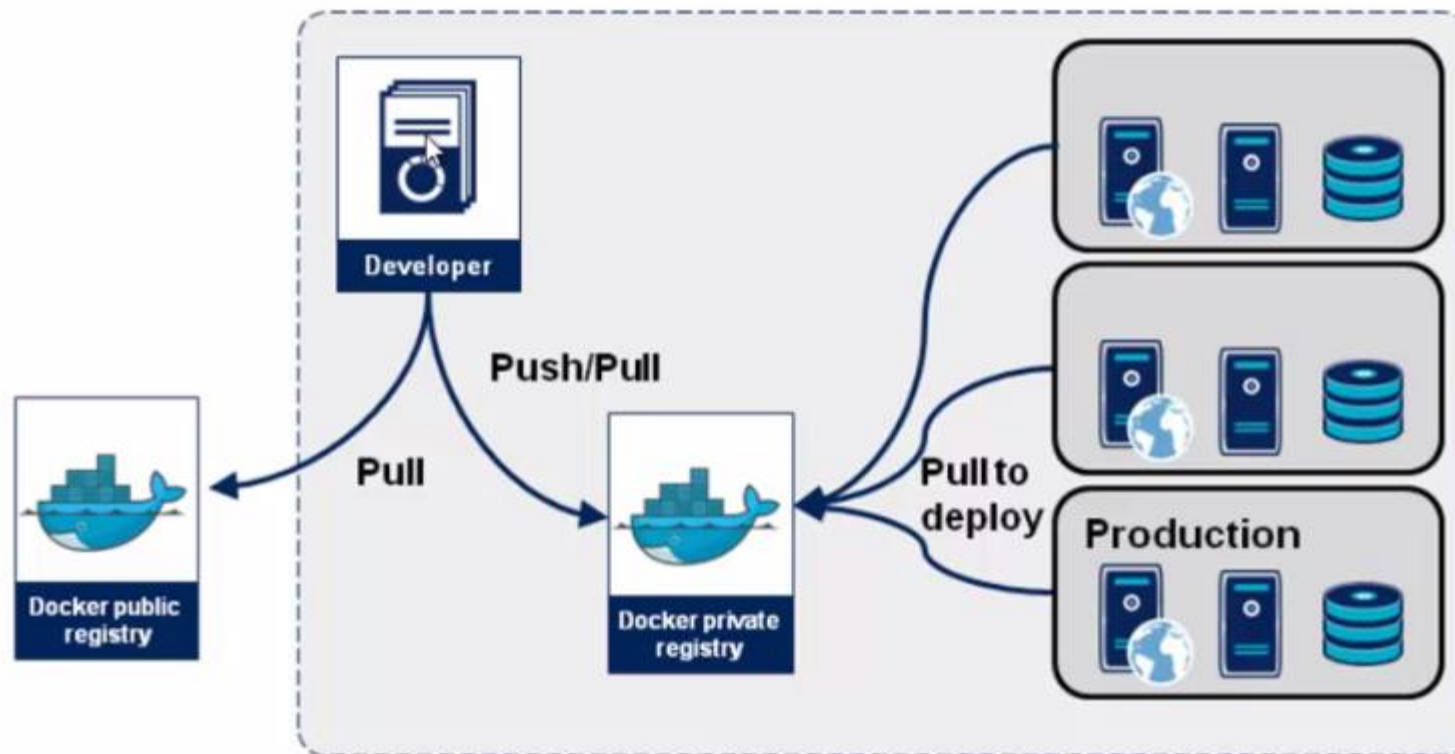 Developer
Push/Pull
Pull
Pull to
deploy
Production
Docker public
registry
Docker private
registry